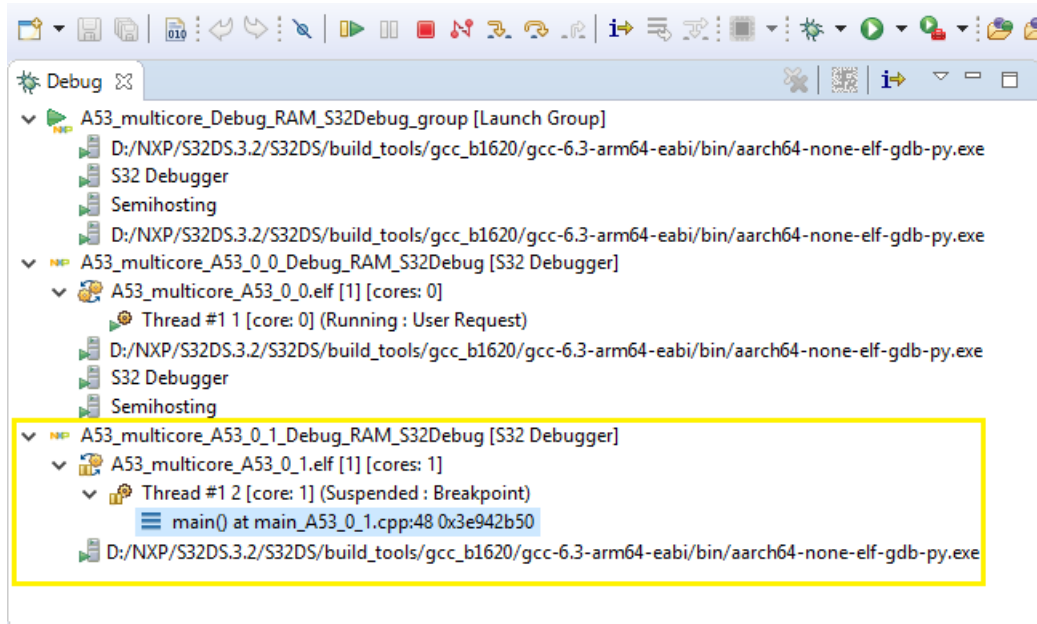 010
Debug
A53_multicore_Debug_RAM_S32Debug_group [Launch Group]
D:/NXP/S32DS.3.2/S32DS/build_tools/gcc_b1620/gcc-6.3-arm64-eabi/bin/aarch64-none-elf-gdb-py.exe
S32 Debugger
Semihosting
D:/NXP/S32DS.3.2/S32DS/build_tools/gcc_b1620/gcc-6.3-arm64-eabi/bin/aarch64-none-elf-gdb-py.exe
A53_multicore_A53_0_0_Debug_RAM_S32Debug [S32 Debugger]
A53_multicore_A53_0_0.elf [1] [cores: 0]
Thread #1 1 [core: 0] (Running : User Request)
D:/NXP/S32DS.3.2/S32DS/build_tools/gcc_b1620/gcc-6.3-arm64-eabi/bin/aarch64-none-elf-gdb-py.exe
S32 Debugger
Semihosting
A53_multicore_A53_0_1_Debug_RAM_S32Debug [S32 Debugger]
A53_multicore_A53_0_1.elf [1] [cores: 1]
Thread #1 2 [core: 1] (Suspended : Breakpoint)
main() at main_A53_0_1.cpp:48 0x3e942b50
D:/NXP/S32DS.3.2/S32DS/build_tools/gcc_b1620/gcc-6.3-arm64-eabi/bin/aarch64-none-elf-gdb-py.exe